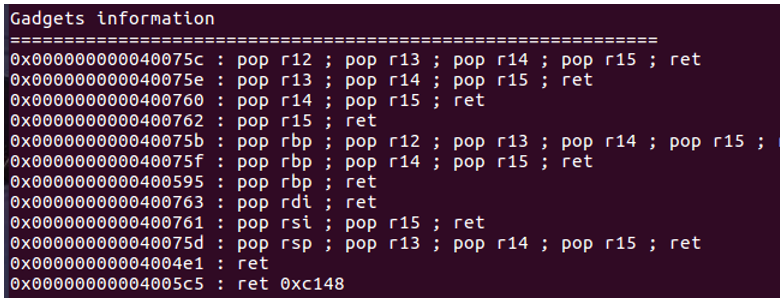 Gadgets information
============================================================
0x000000000040075c : pop r12 ; pop r13 ; pop r14 ; pop r15 ; ret
0x000000000040075e : pop r13 ; pop r14 ; pop r15 ; ret
0x0000000000400760 : pop r14 ; pop r15 ; ret
0x0000000000400762 : pop r15 ; ret
0x000000000040075b : pop rbp ; pop r12 ; pop r13 ; pop r14 ; pop r15 ;
0x000000000040075f : pop rbp ; pop r14 ; pop r15 ; ret
0x0000000000400595 : pop rbp ; ret
0x0000000000400763 : pop rdi ; ret
0x0000000000400761 : pop rsi ; pop r15 ; ret
0x000000000040075d : pop rsp ; pop r13 ; pop r14 ; pop r15 ; ret
0x00000000004004e1 : ret
0x00000000004005c5 : ret 0xc148